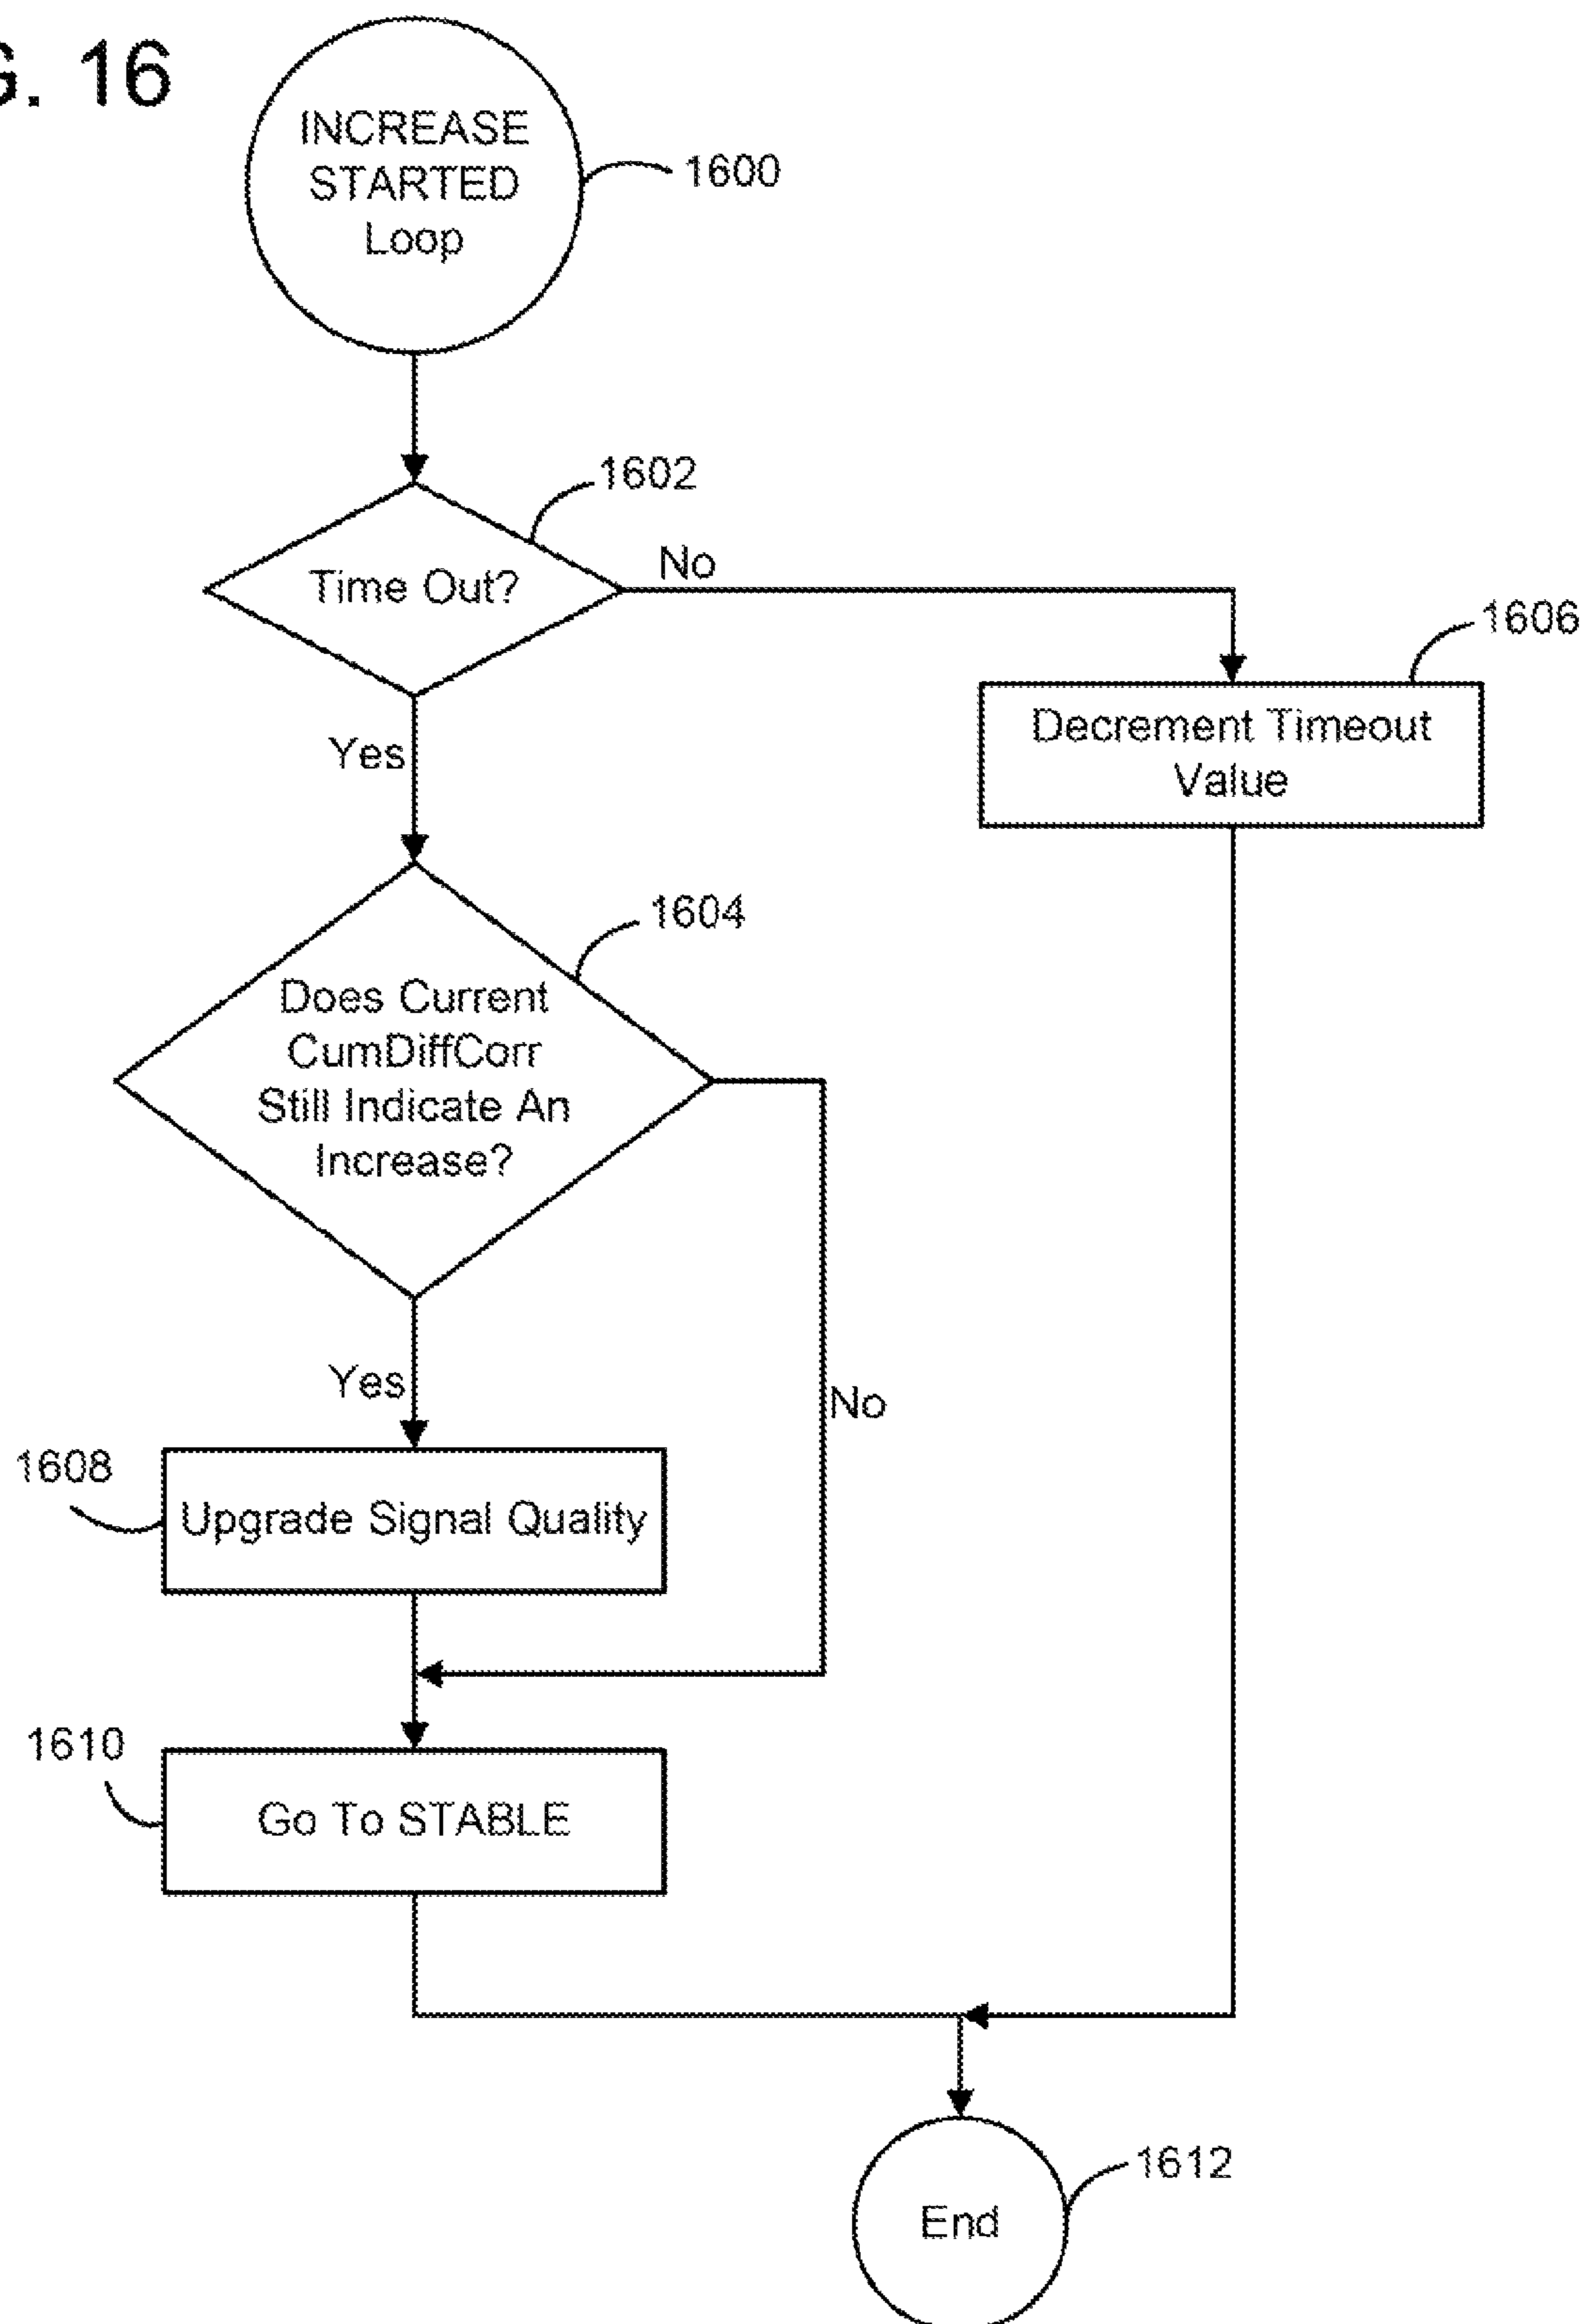 G. 16
INCREASE
STARTED
Loop
1600
1602
Time Out?
No
1606
Decrement Timeout
Value
Yes
1604
Does Current
CumDiffCorr
Still Indicate An
Increase?
Yes
No
1608
Upgrade Signal Quality
1610
Go To STABLE
1612
End